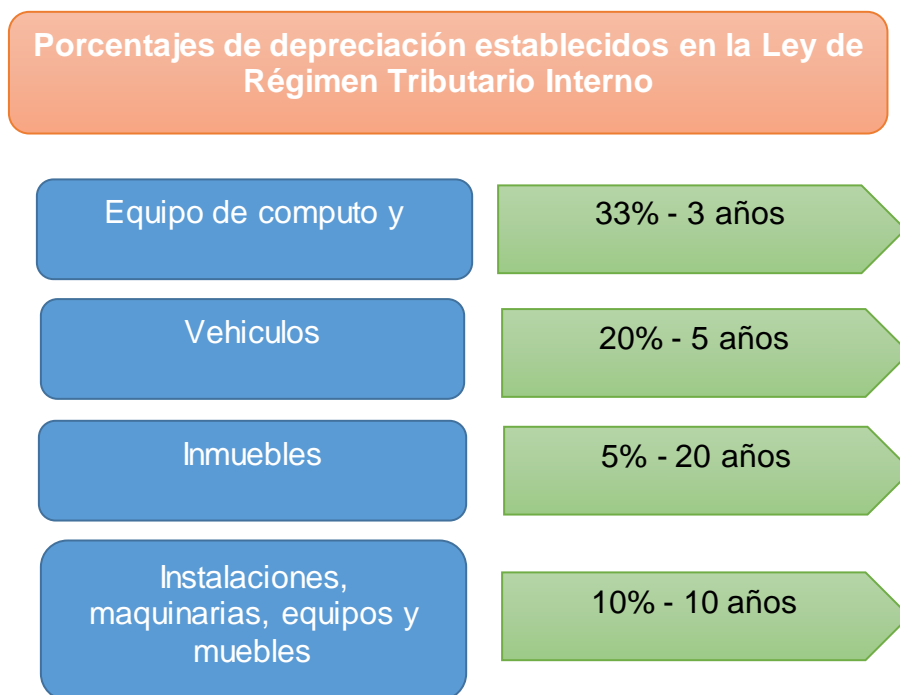 Porcentajes de depreciación establecidos en la Ley de
Régimen Tributario Interno
Equipo de computo y
33% - 3 años
Vehiculos
20% - 5 años
Inmuebles
5% - 20 años
Instalaciones,
maquinarias, equipos y
muebles
10% - 10 años